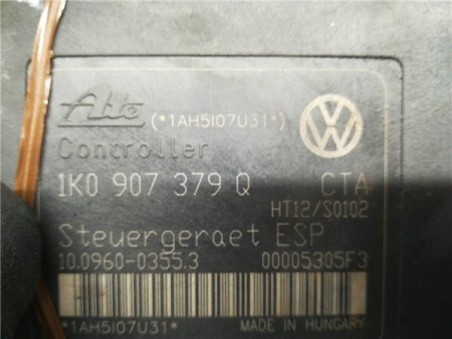 Ate (*1AH5I07U31*)
Controller
1K0 907 379 Q CTA
HT12/S0102
Steuergeraet ESP
10.0960-0355.3 00005305F3
*1AH5I07U31* MADE IN HUNGARY